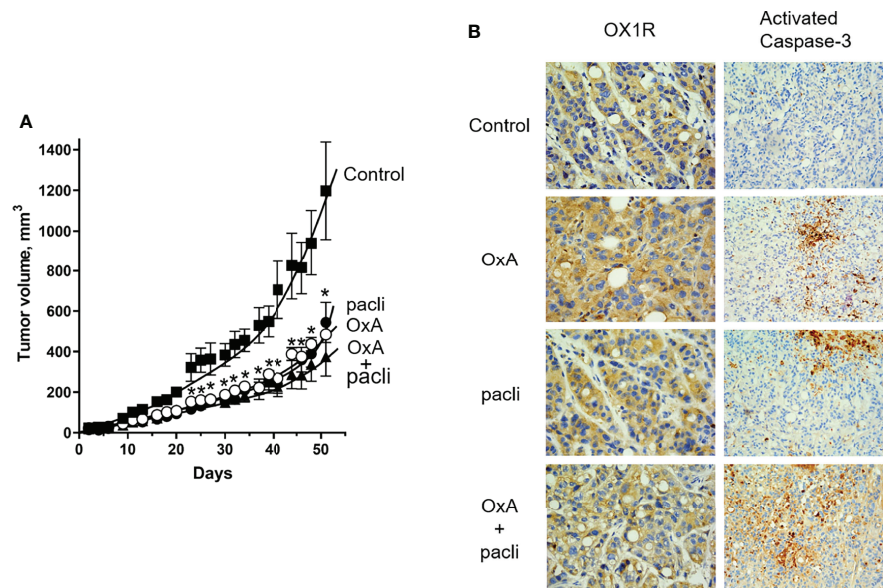 A
Tumor volume, mm3
1400
1200
1000
800
600
400
200
0
0
10
20
30
40
50
Days
Control
pacli
OxA
OxA
+
pacli
*
***
***
***
**
*
*
B
OX1R
Activated
Caspase-3
Control
OxA
pacli
OxA
+
pacli